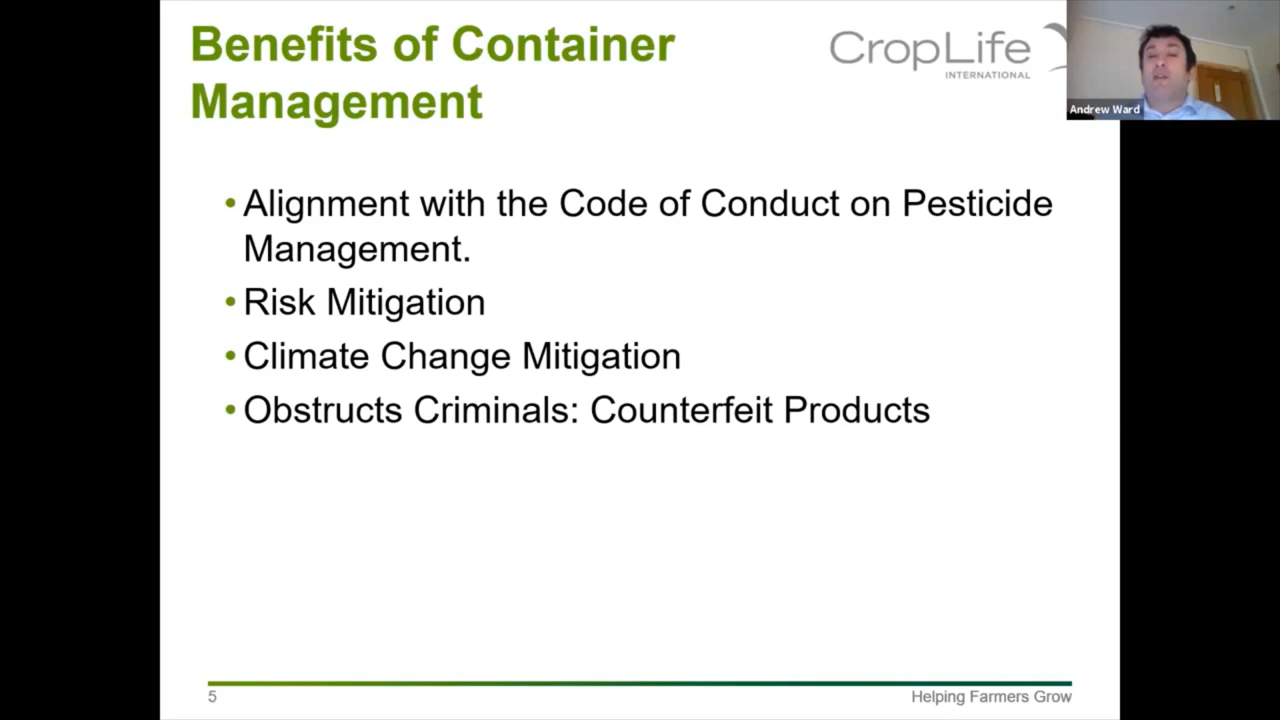 Benefits of Container
Management
CropLife
INTERNATIONAL
Andrew Ward
•Alignment with the Code of Conduct on Pesticide
Management.
•Risk Mitigation
•Climate Change Mitigation
•Obstructs Criminals: Counterfeit Products
5
Helping Farmers Grow